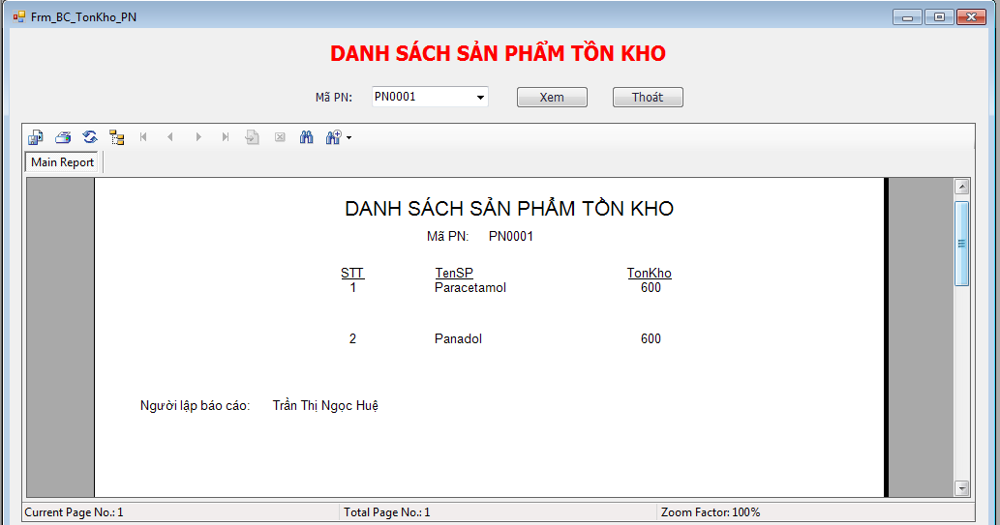 Frm_BC_TonKho_PN
DANH SÁCH SẢN PHẨM TỒN KHO
Mã PN: PN0001 Xem Thoát
Main Report
DANH SÁCH SẢN PHẨM TỒN KHO
Mã PN: PN0001
STT TenSP TonKho
1 Paracetamol 600
2 Panadol 600
Người lập báo cáo: Trần Thị Ngọc Huệ
Current Page No.: 1 Total Page No.: 1 Zoom Factor: 100%